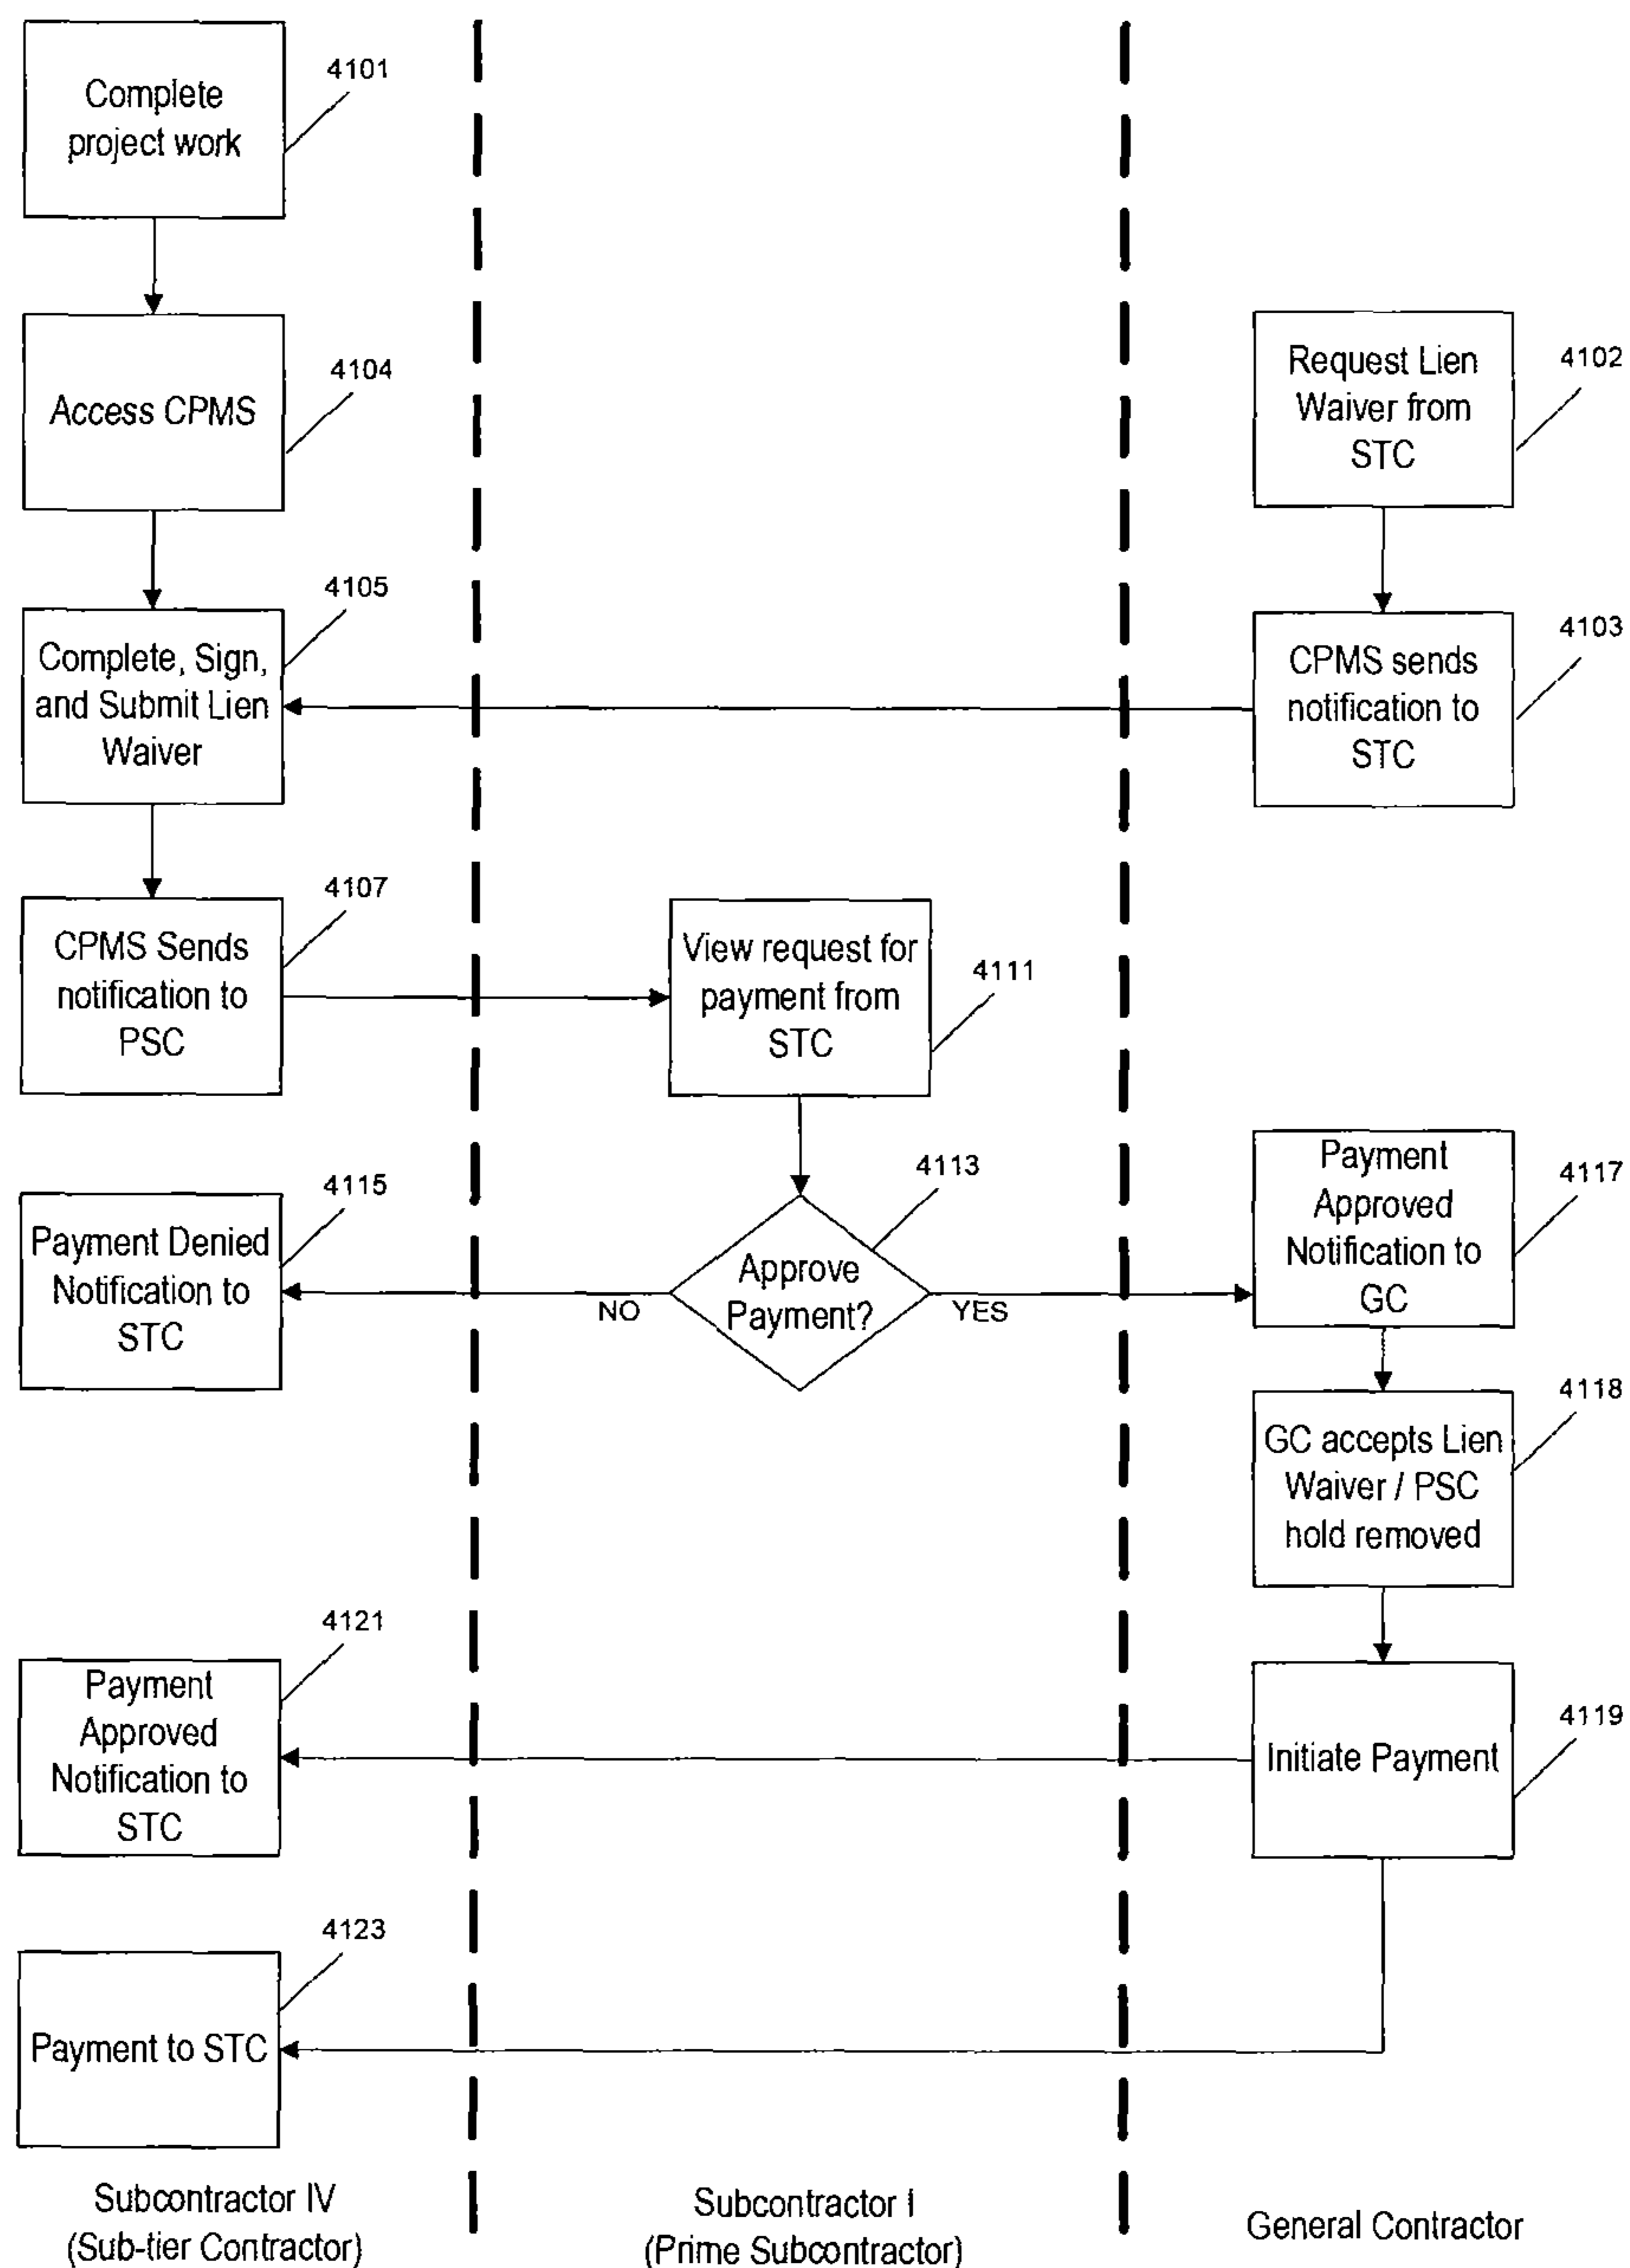 Complete
project work
4101
Access CPMS
4104
Request Lien
Waiver from
STC
4102
Complete, Sign,
and Submit Lien
Waiver
4105
CPMS sends
notification to
STC
4103
CPMS Sends
notification to
PSC
4107
View request for
payment from
STC
4111
Payment Denied
Notification to
STC
4115
NO
Approve
Payment?
4113
YES
Payment
Approved
Notification to
GC
4117
GC accepts Lien
Waiver / PSC
hold removed
4118
Payment
Approved
Notification to
STC
4121
Initiate Payment
4119
Payment to STC
4123
Subcontractor IV
(Sub-tier Contractor)
Subcontractor I
(Prime Subcontractor)
General Contractor